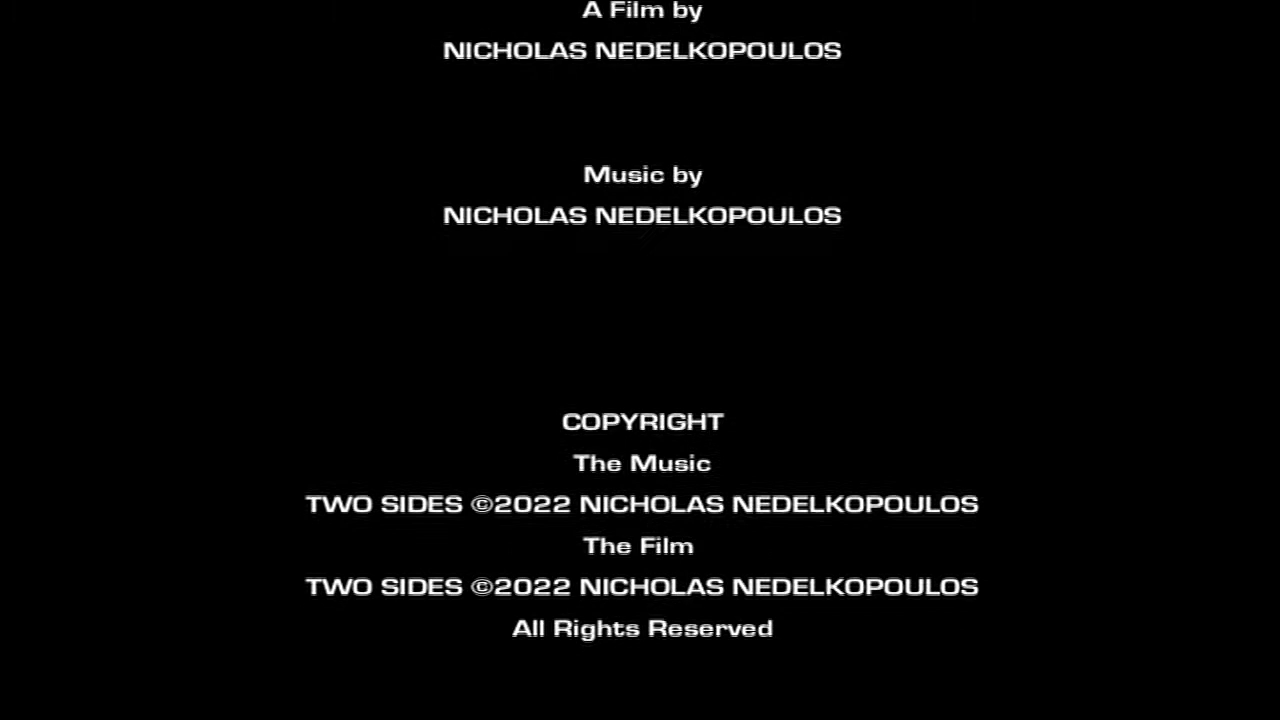 A Film by
NICHOLAS NEDELKOPOULOS
Music by
NICHOLAS NEDELKOPOULOS
COPYRIGHT
The Music
TWO SIDES ©2022 NICHOLAS NEDELKOPOULOS
The Film
TWO SIDES ©2022 NICHOLAS NEDELKOPOULOS
All Rights Reserved